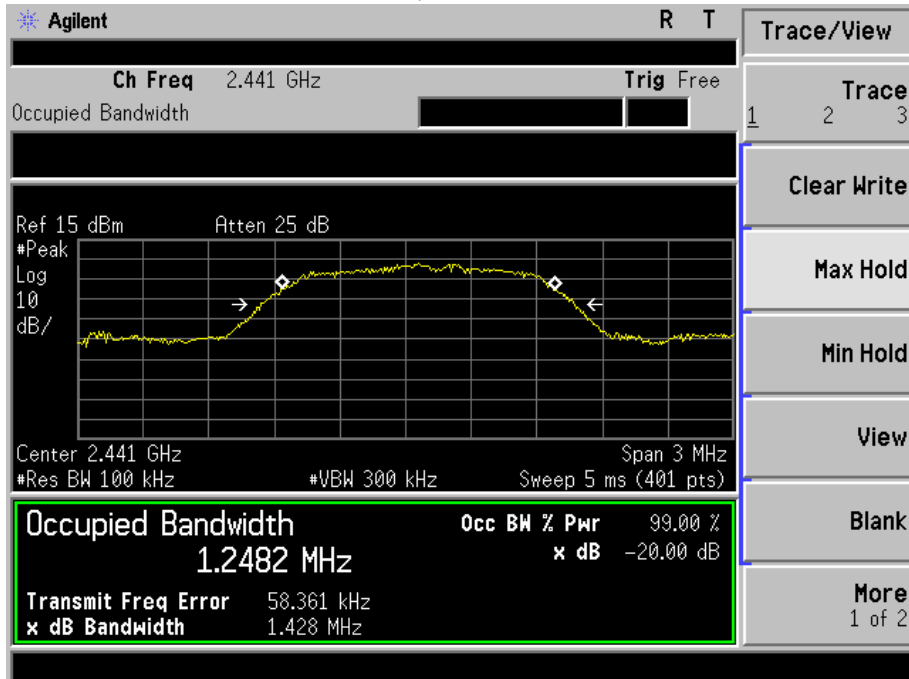 Agilent R T
Ch Freq 2.441 GHz Trig Free
Occupied Bandwidth
Ref 15 dBm Atten 25 dB
#Peak
Log
10
dB/
Center 2.441 GHz Span 3 MHz
#Res BW 100 kHz #VBW 300 kHz Sweep 5 ms (401 pts)
Occupied Bandwidth Occ BW % Pwr 99.00 %
1.2482 MHz x dB -20.00 dB
Transmit Freq Error 58.361 kHz
x dB Bandwidth 1.428 MHz
Trace/View
Trace
1 2 3
Clear Write
Max Hold
Min Hold
View
Blank
More
1 of 2